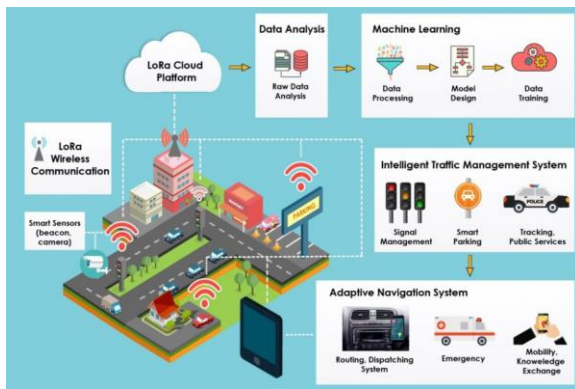 LoRa Cloud
Platform
Data Analysis
Raw Data
Analysis
Machine Learning
Data
Processing
Model
Design
Data
Training
LoRa
Wireless
Communication
Smart Sensors
(beacon,
camera)
PARKING
Intelligent Traffic Management System
Signal
Management
Smart
Parking
POLICE
Tracking,
Public Services
Adaptive Navigation System
Routing, Dispatching
System
Emergency
Mobility,
Knoweledge
Exchange